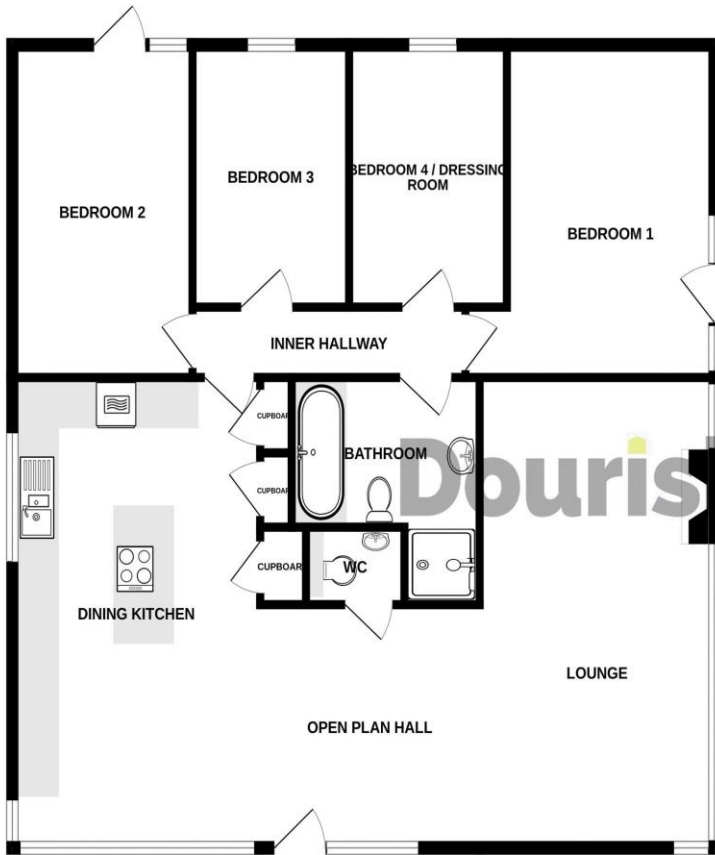 BEDROOM 2
BEDROOM 3
BEDROOM 4 / DRESSING
ROOM
BEDROOM 1
INNER HALLWAY
CUPBOAR
BATHROOM
Douris
CUPBOAR
CUPBOAR
WC
DINING KITCHEN
LOUNGE
OPEN PLAN HALL